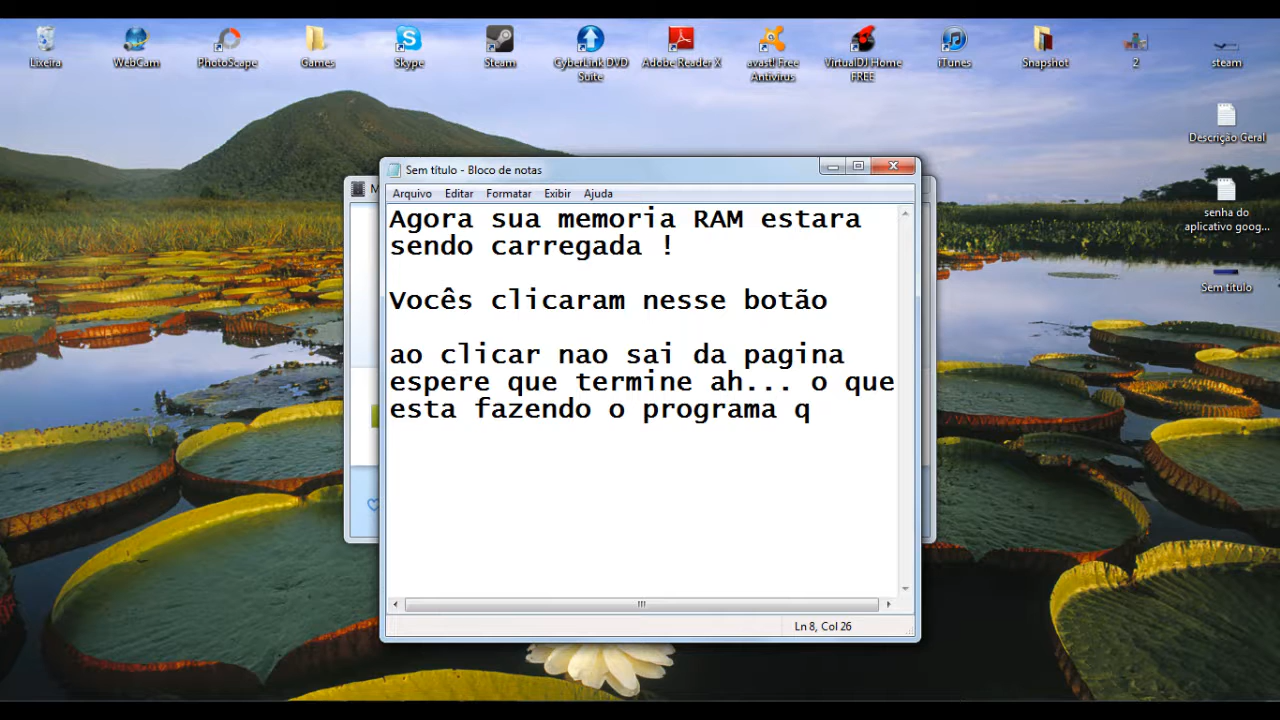 Lixeira
WebCam
PhotoScape
Games
Skype
Steam
CyberLink DVD
Suite
Adobe Reader X
avast! Free
Antivirus
VirtualDJ Home
FREE
iTunes
Snapshot
2
steam
Descrição Geral
senha do
aplicativo goog...
Sem título
Sem título - Bloco de notas
Arquivo Editar Formatar Exibir Ajuda
Agora sua memoria RAM estara
sendo carregada !
Vocês clicaram nesse botão
ao clicar nao sai da pagina
espere que termine ah... o que
esta fazendo o programa q
Ln 8, Col 26